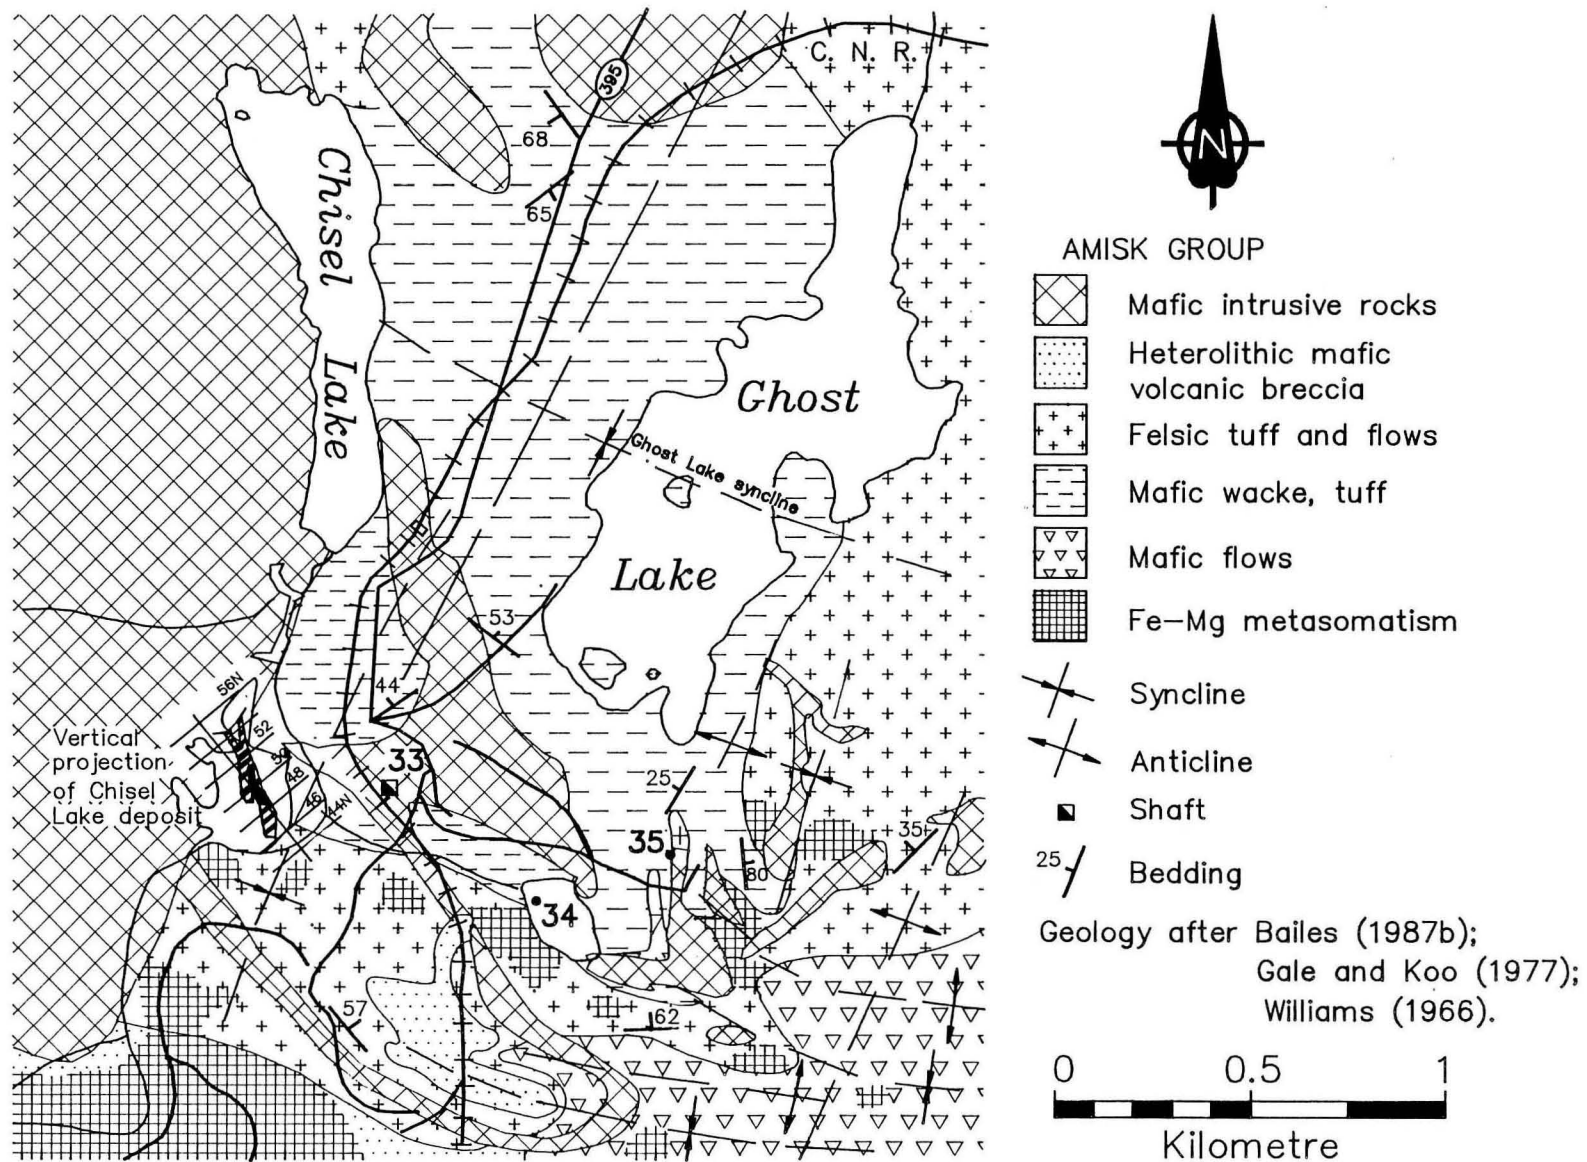 C. N. R.
395
N
68
65
Chisel
Lake
AMISK GROUP
Mafic intrusive rocks
Heterolithic mafic
volcanic breccia
Felsic tuff and flows
Mafic wacke, tuff
Mafic flows
Fe-Mg metasomatism
Syncline
Anticline
Shaft
25 Bedding
Ghost
Lake
Ghost Lake syncline
53
44
56N
52
50
48
46
44N
Vertical
projection
of Chisel
Lake deposit
33
25
35
35
80
34
57
62
Geology after Bailes (1987b);
Gale and Koo (1977);
Williams (1966).
0 0.5 1
Kilometre